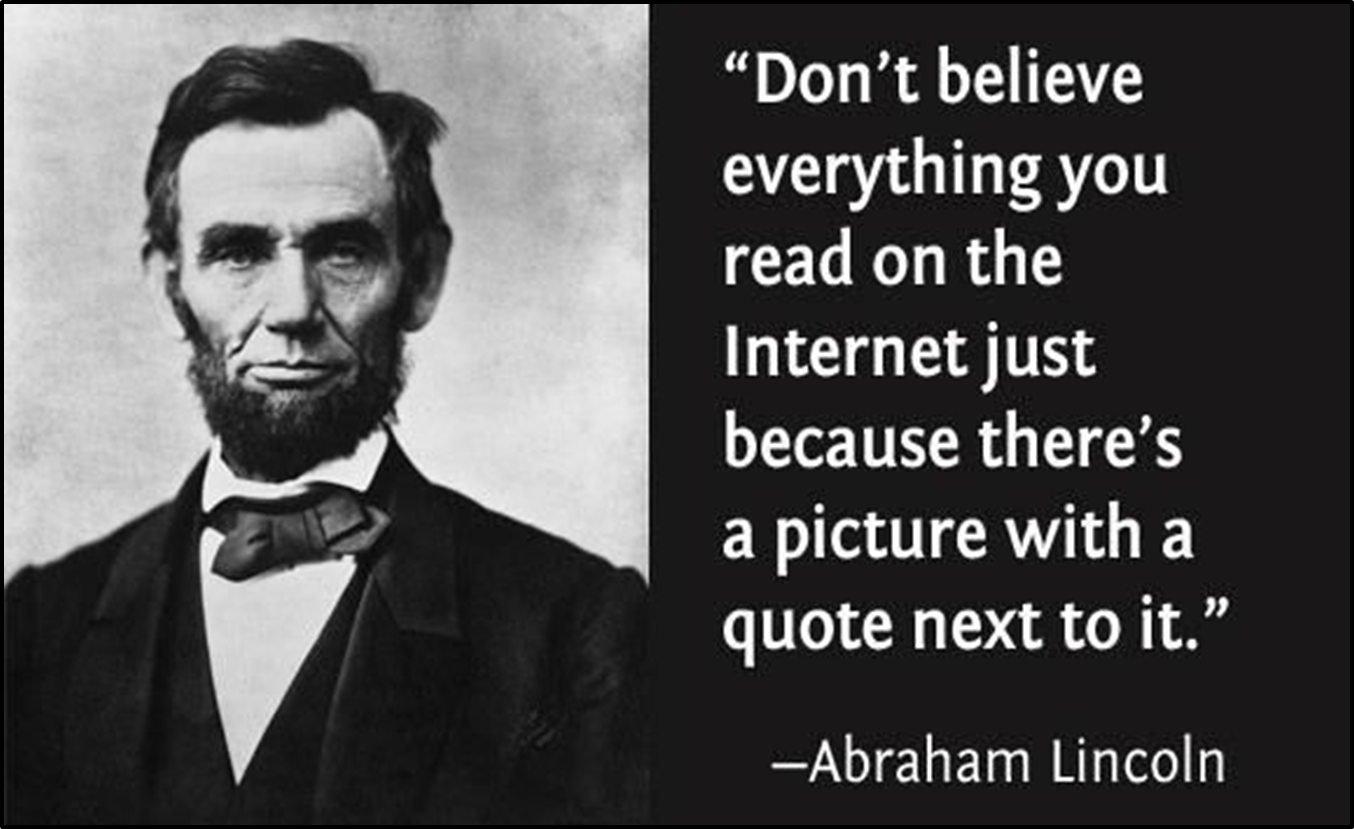 “Don’t believe
everything you
read on the
Internet just
because there’s
a picture with a
quote next to it.”
—Abraham Lincoln